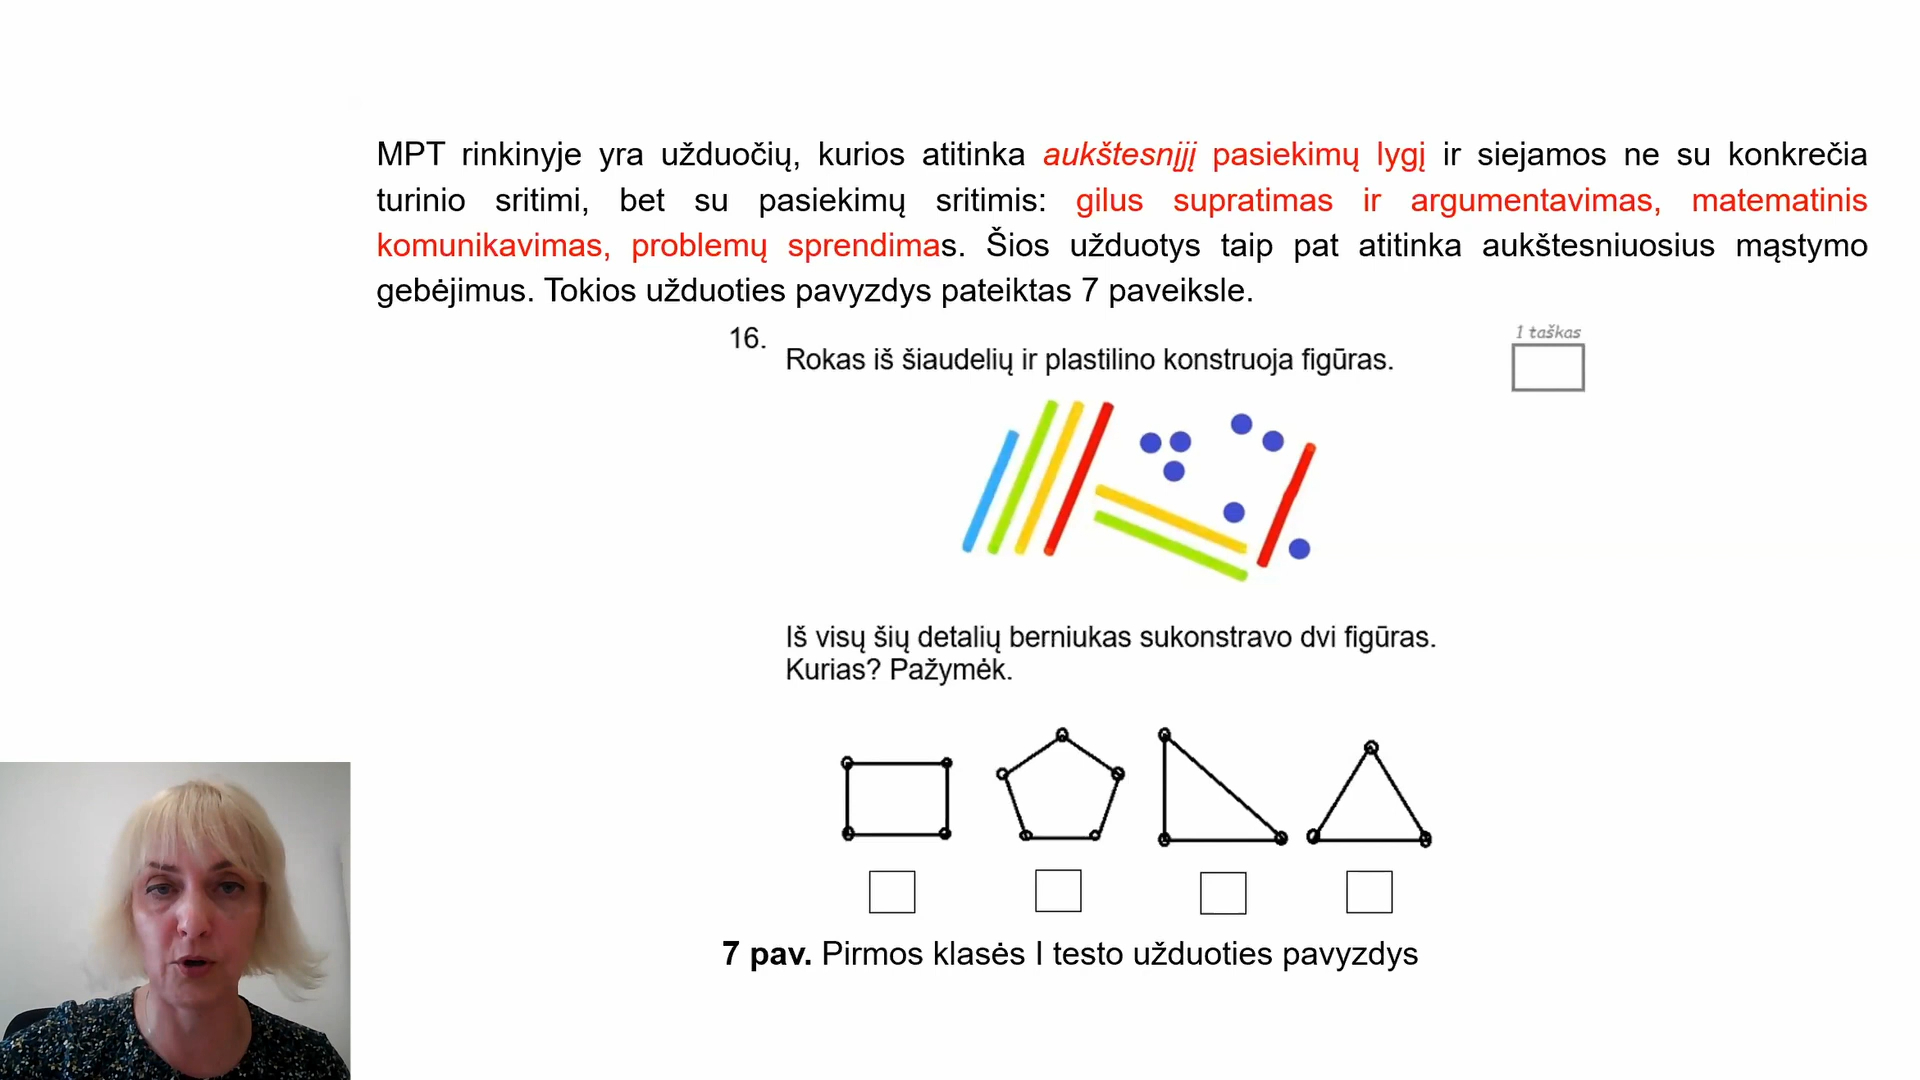 MPT rinkinyje yra užduočių, kurios atitinka aukštesnįjį pasiekimų lygį ir siejamos ne su konkrečia
turinio sritimi, bet su pasiekimų sritimis: gilus supratimas ir argumentavimas, matematinis
komunikavimas, problemų sprendimas. Šios užduotys taip pat atitinka aukštesniuosius mąstymo
gebėjimus. Tokios užduoties pavyzdys pateiktas 7 paveiksle.
16.
1 taškas
Rokas iš šiaudelių ir plastilino konstruoja figūras.
Iš visų šių detalių berniukas sukonstravo dvi figūras.
Kurias? Pažymėk.
7 pav. Pirmos klasės I testo užduoties pavyzdys